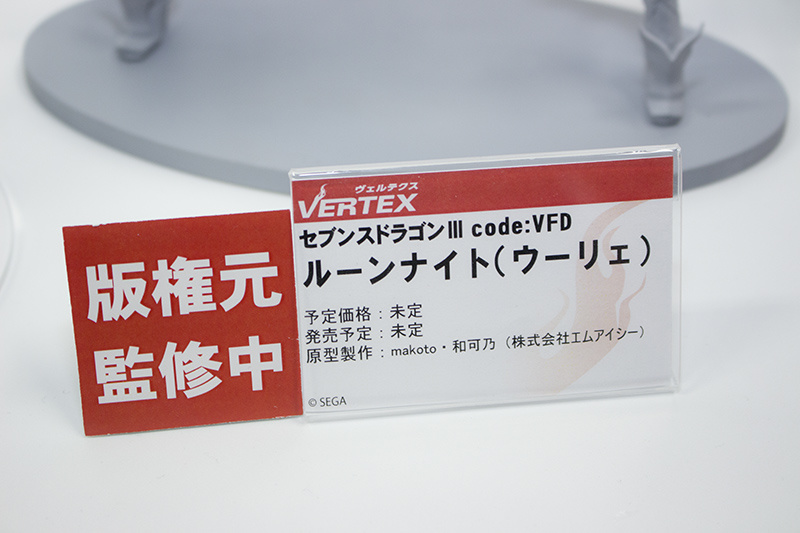 版権元
監修中
ヴェルテクス
VERTEX
セブンスドラゴンⅢ code:VFD
ルーンナイト(ウーリェ)
予定価格：未定
発売予定：未定
原型製作：makoto・和可乃（株式会社エムアイシー）
© SEGA